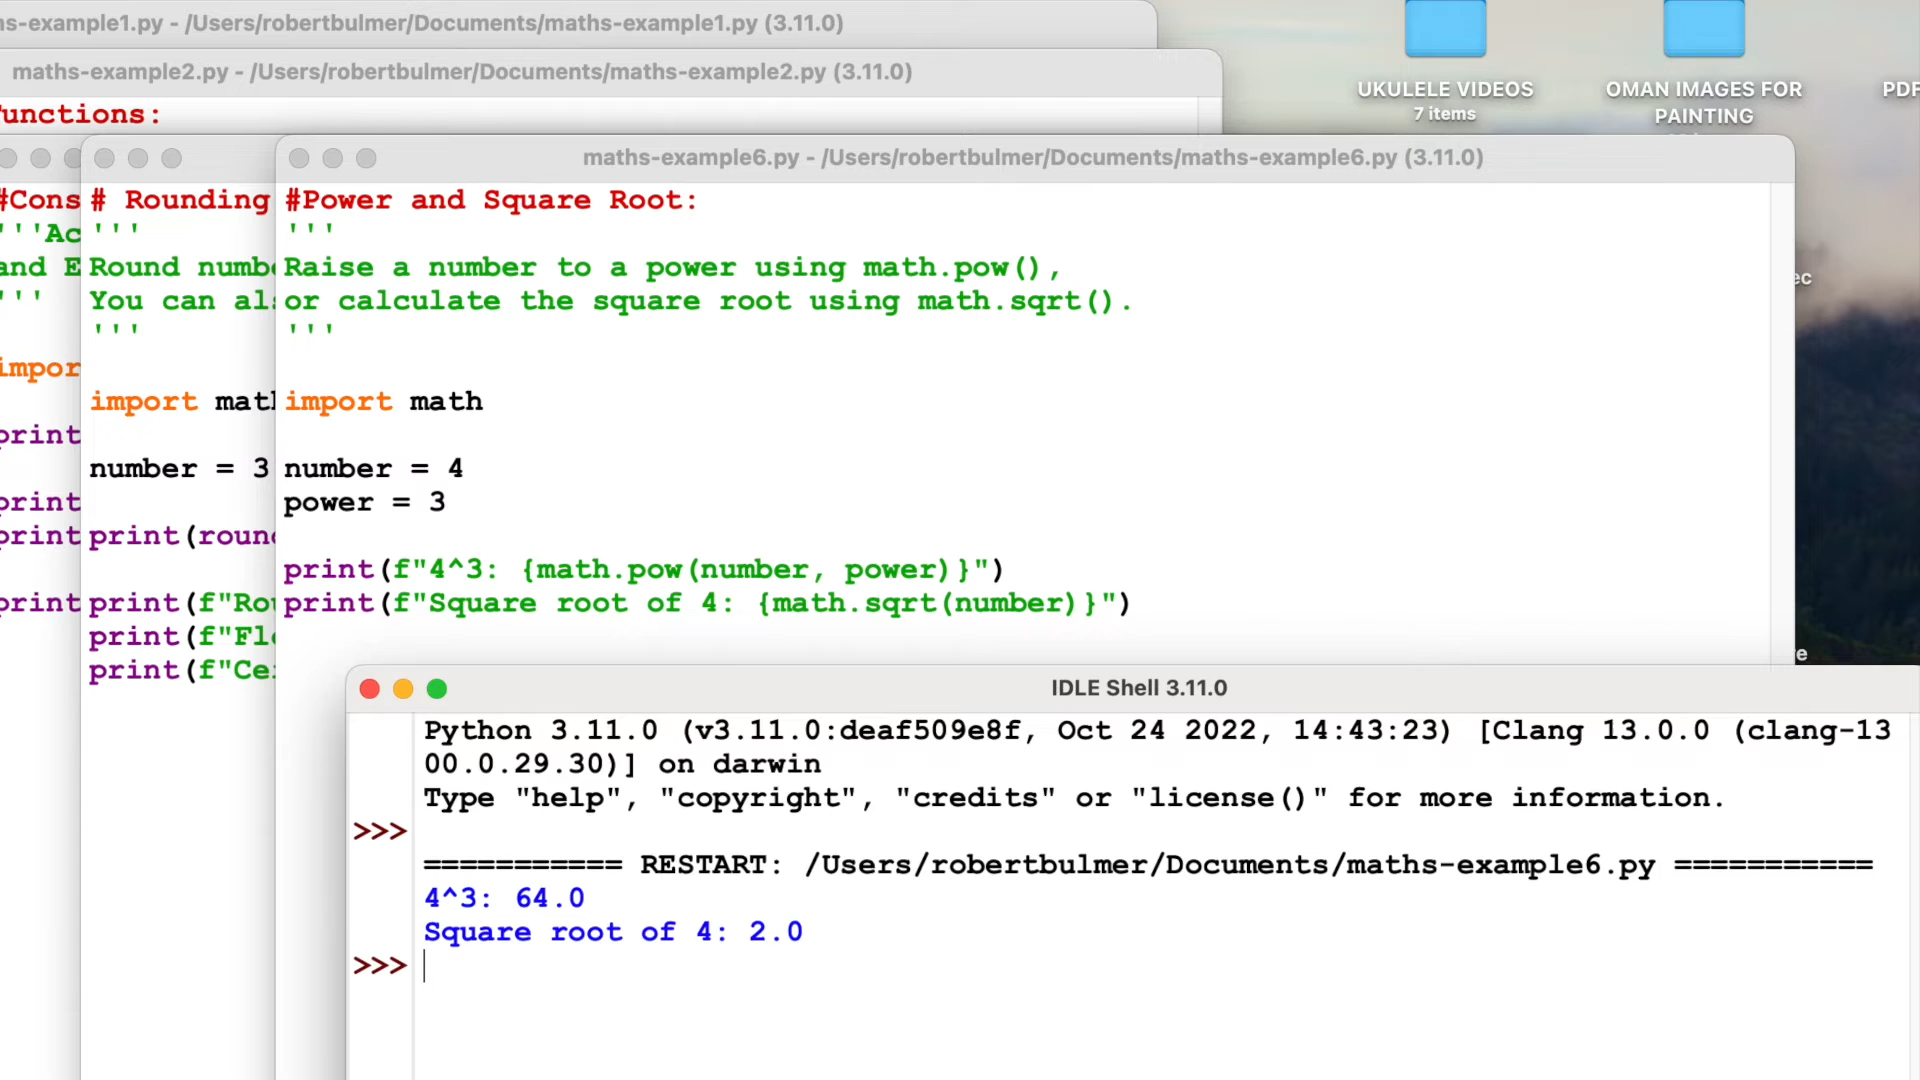 s-example1.py - /Users/robertbulmer/Documents/maths-example1.py (3.11.0)
maths-example2.py - /Users/robertbulmer/Documents/maths-example2.py (3.11.0)
unctions:
UKULELE VIDEOS
7 items
OMAN IMAGES FOR
PAINTING
PDF
maths-example6.py - /Users/robertbulmer/Documents/maths-example6.py (3.11.0)
#Cons
'''Ac
and E
'''
impor
print
print
print
print
# Rounding
'''
Round numbe
You can als
'''
import math
number = 3
print(round
print(f"Rou
print(f"Flo
print(f"Cei
#Power and Square Root:
'''
Raise a number to a power using math.pow(),
or calculate the square root using math.sqrt().
'''
import math
number = 4
power = 3
print(f"4^3: {math.pow(number, power)}")
print(f"Square root of 4: {math.sqrt(number)}")
ec
e
IDLE Shell 3.11.0
Python 3.11.0 (v3.11.0:deaf509e8f, Oct 24 2022, 14:43:23) [Clang 13.0.0 (clang-13
00.0.29.30)] on darwin
Type "help", "copyright", "credits" or "license()" for more information.
>>>
=========== RESTART: /Users/robertbulmer/Documents/maths-example6.py ===========
4^3: 64.0
Square root of 4: 2.0
>>>